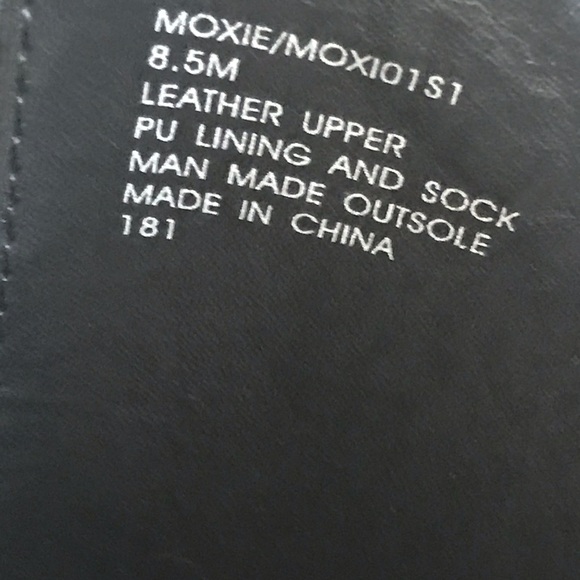 MOXIE/MOXI01S1
8.5M
LEATHER UPPER
PU LINING AND SOCK
MAN MADE OUTSOLE
MADE IN CHINA
181